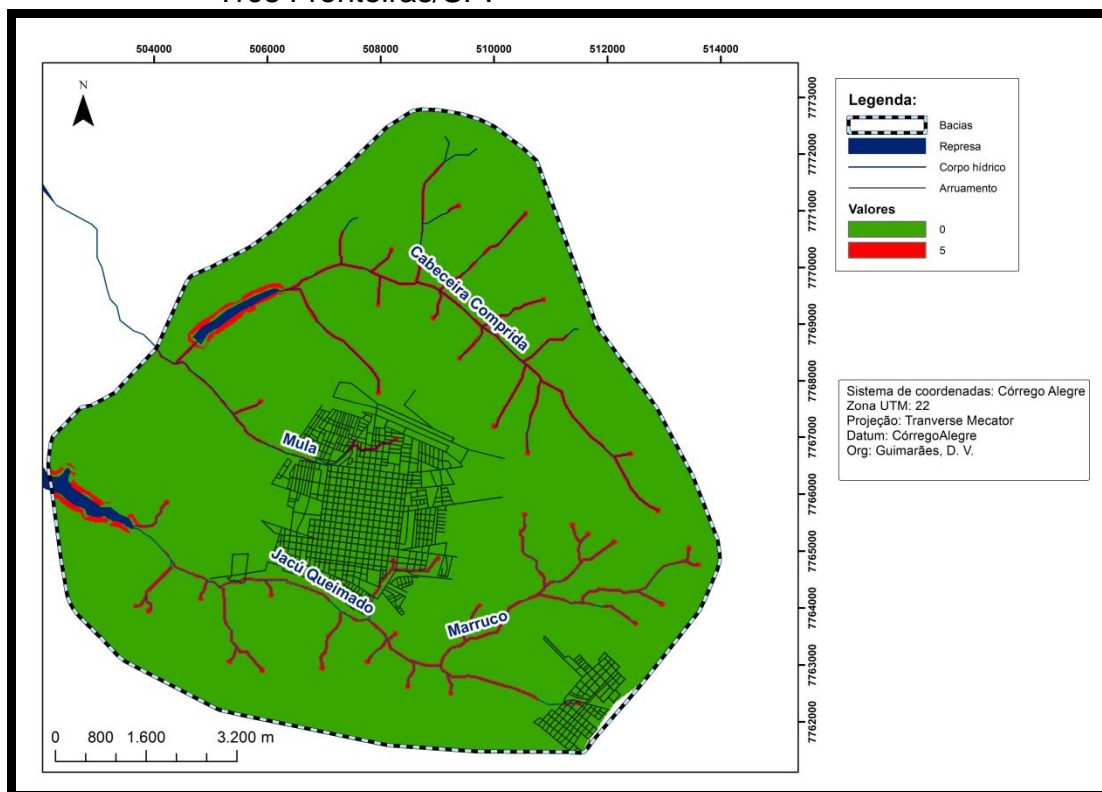 Três Fronteiras/SP.
504000 506000 508000 510000 512000 514000
N
7773000
7772000
7771000
7770000
7769000
7768000
7767000
7766000
7765000
7764000
7763000
7762000
Cabeceira Comprida
Mula
Jacú Queimado
Marruco
0 800 1.600 3.200 m
Legenda:
Bacias
Represa
Corpo hídrico
Arruamento
Valores
0
5
Sistema de coordenadas: Córrego Alegre
Zona UTM: 22
Projeção: Tranverse Mecator
Datum: CórregoAlegre
Org: Guimarães, D. V.